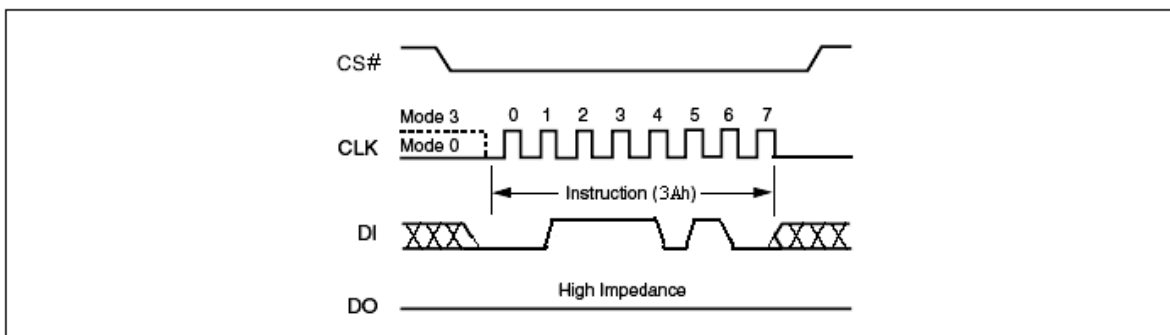 CS#
Mode 3 0 1 2 3 4 5 6 7
CLK Mode 0
Instruction (3Ah)
DI
High Impedance
DO